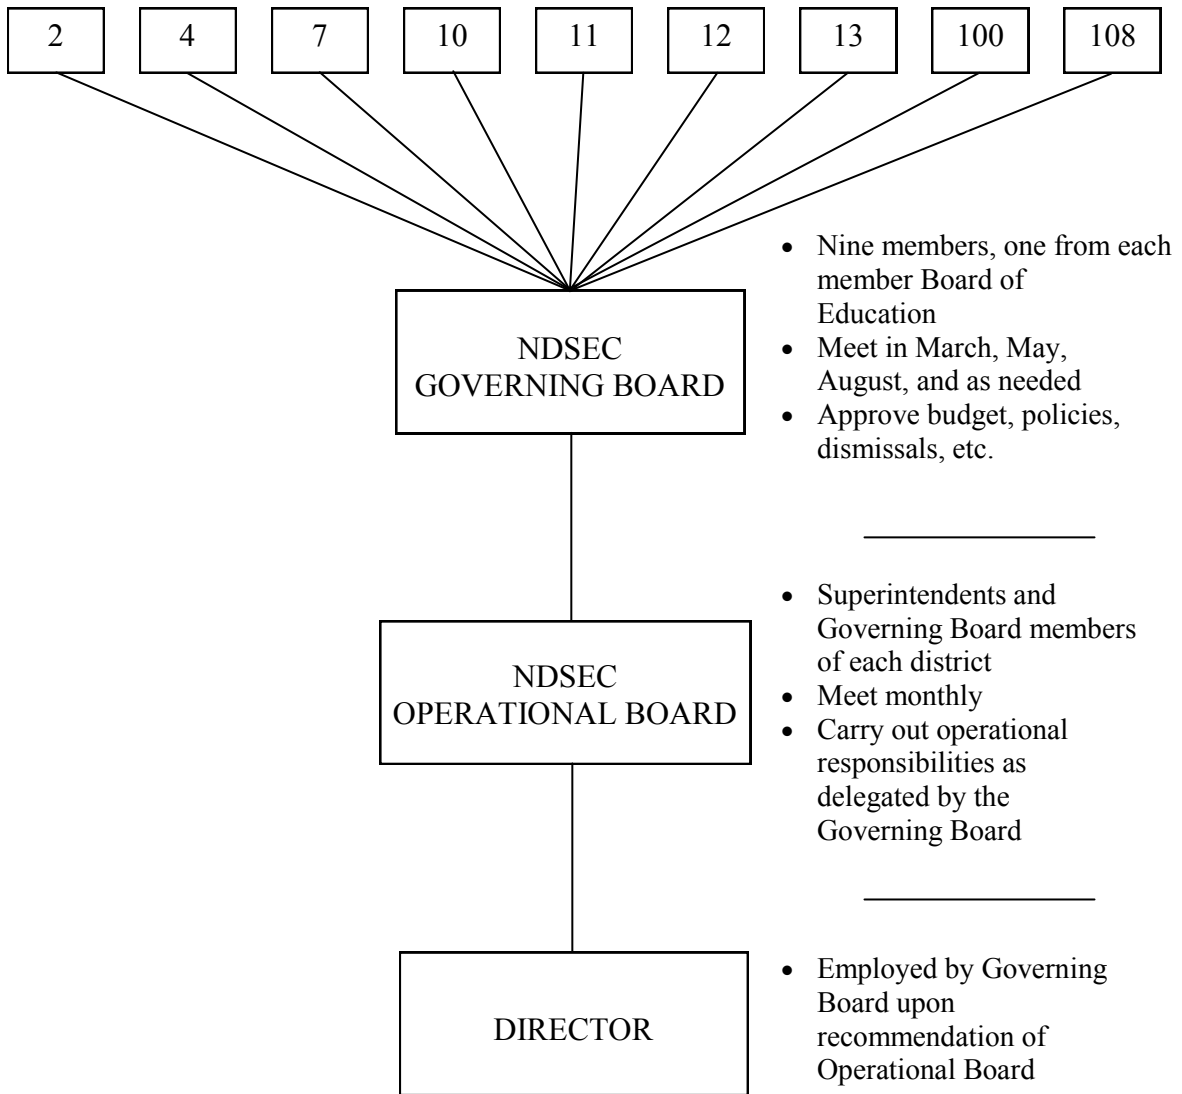 2 4 7 10 11 12 13 100 108
• Nine members, one from each
member Board of
Education
• Meet in March, May,
August, and as needed
• Approve budget, policies,
dismissals, etc.
NDSEC
GOVERNING BOARD
• Superintendents and
Governing Board members
of each district
• Meet monthly
• Carry out operational
responsibilities as
delegated by the
Governing Board
NDSEC
OPERATIONAL BOARD
• Employed by Governing
Board upon
recommendation of
Operational Board
DIRECTOR